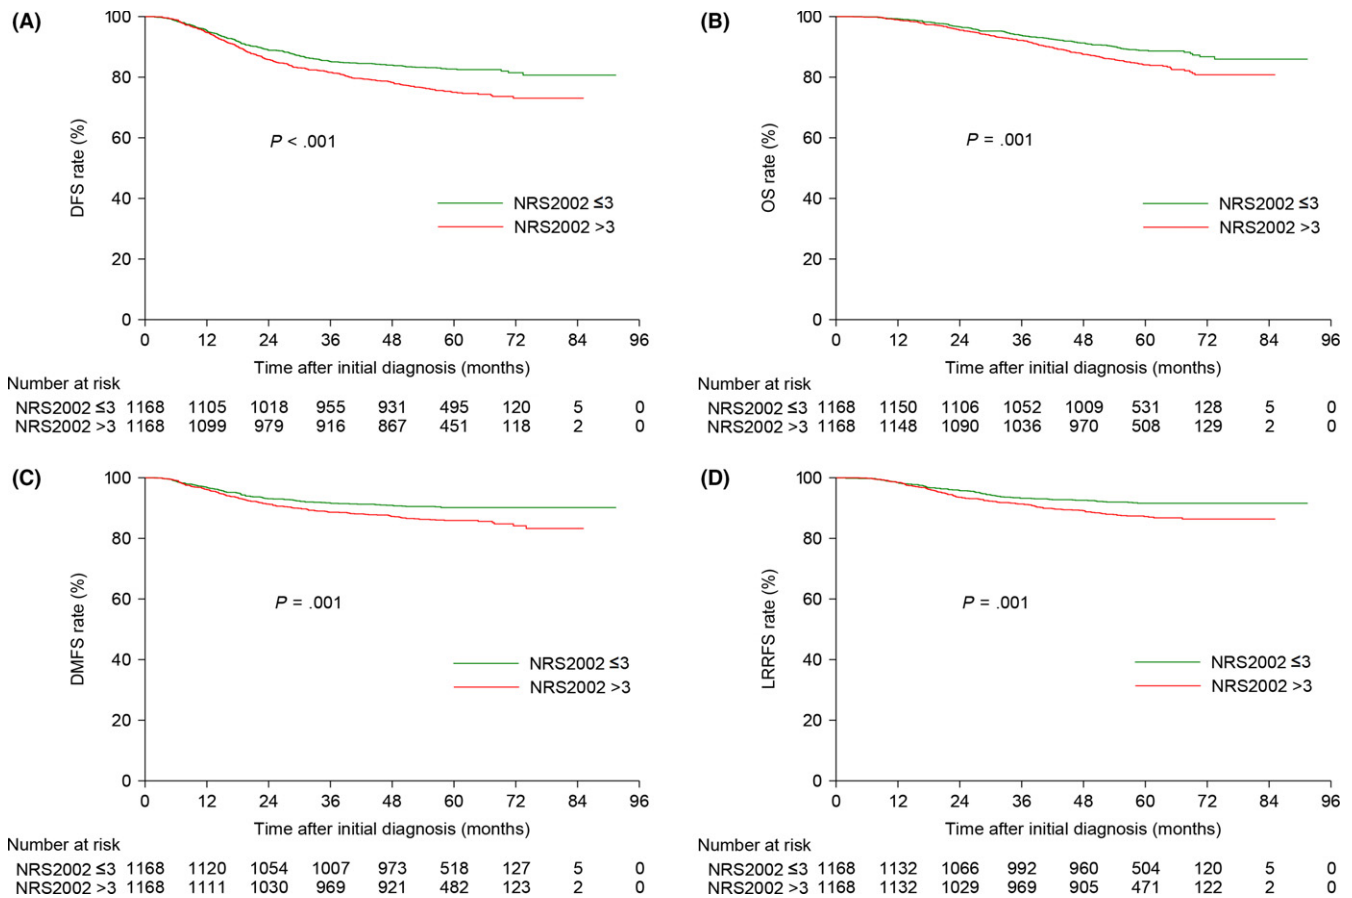 (A)
100
80
60
40
20
0
DFS rate (%)
P < .001
NRS2002 ≤3
NRS2002 >3
0 12 24 36 48 60 72 84 96
Time after initial diagnosis (months)
Number at risk
NRS2002 ≤3 1168 1105 1018 955 931 495 120 5 0
NRS2002 >3 1168 1099 979 916 867 451 118 2 0
(B)
100
80
60
40
20
0
OS rate (%)
P = .001
NRS2002 ≤3
NRS2002 >3
0 12 24 36 48 60 72 84 96
Time after initial diagnosis (months)
Number at risk
NRS2002 ≤3 1168 1150 1106 1052 1009 531 128 5 0
NRS2002 >3 1168 1148 1090 1036 970 508 129 2 0
(C)
100
80
60
40
20
0
DMFS rate (%)
P = .001
NRS2002 ≤3
NRS2002 >3
0 12 24 36 48 60 72 84 96
Time after initial diagnosis (months)
Number at risk
NRS2002 ≤3 1168 1120 1054 1007 973 518 127 5 0
NRS2002 >3 1168 1111 1030 969 921 482 123 2 0
(D)
100
80
60
40
20
0
LRRFS rate (%)
P = .001
NRS2002 ≤3
NRS2002 >3
0 12 24 36 48 60 72 84 96
Time after initial diagnosis (months)
Number at risk
NRS2002 ≤3 1168 1132 1066 992 960 504 120 5 0
NRS2002 >3 1168 1132 1029 969 905 471 122 2 0